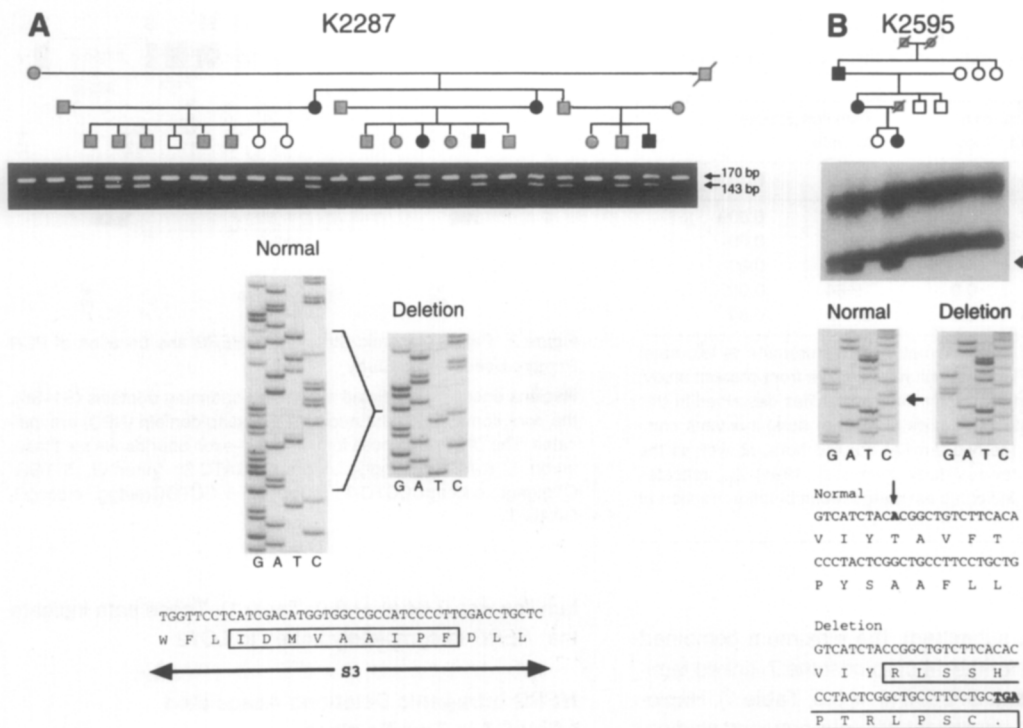 A
K2287
B
K2595
170 bp
143 bp
Normal
Deletion
G A T C
G A T C
TGGTTCCTCATCGACATGGTGGCCGCCATCCCCTTCGACCTGCTC
W F L I D M V A A I P F D L L
S3
Normal
Deletion
G A T C
G A T C
Normal
GTCATCTACACGGCTGTCTTCACA
V I Y T A V F T
CCCTACTCGGCTGCCTTCCTGCTG
P Y S A A F L L
Deletion
GTCATCTACCGGCTGTCTTCACAC
V I Y R L S S H
CCTACTCGGCTGCCTTCCTGCTGA
P T R L P S C .